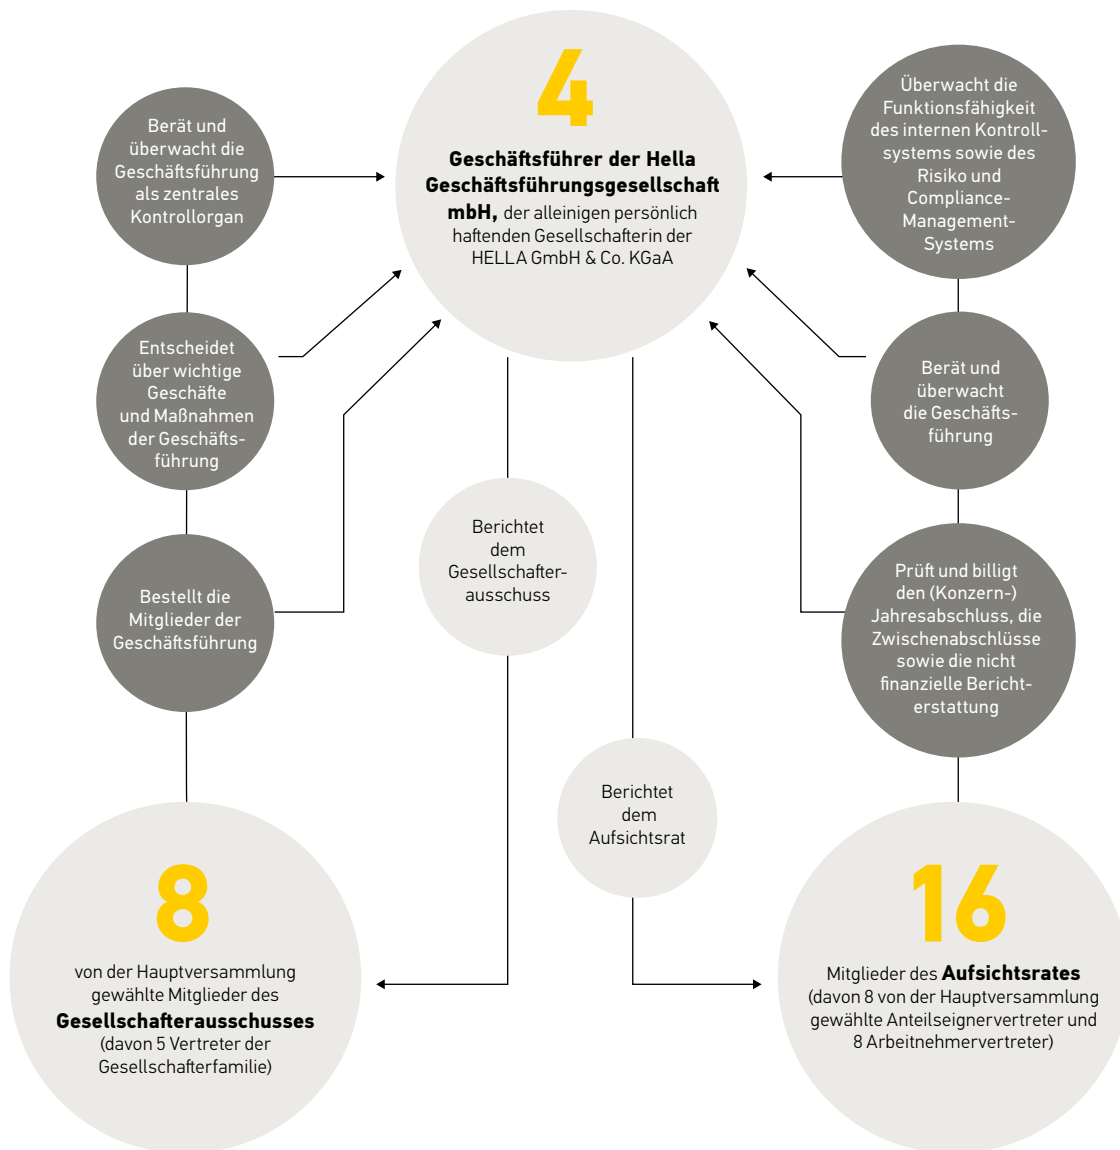 4
Geschäftsführer der Hella
Geschäftsführungsgesellschaft
mbH, der alleinigen persönlich
haftenden Gesellschafterin der
HELLA GmbH & Co. KGaA
Berät und
überwacht die
Geschäftsführung
als zentrales
Kontrollorgan
Entscheidet
über wichtige
Geschäfte
und Maßnahmen
der Geschäfts-
führung
Bestellt die
Mitglieder der
Geschäftsführung
8
von der Hauptversammlung
gewählte Mitglieder des
Gesellschafterausschusses
(davon 5 Vertreter der
Gesellschafterfamilie)
Berichtet
dem
Gesellschafter-
ausschuss
Berichtet
dem
Aufsichtsrat
Überwacht die
Funktionsfähigkeit
des internen Kontroll-
systems sowie des
Risiko und
Compliance-
Management-
Systems
Berät und
überwacht
die Geschäfts-
führung
Prüft und billigt
den (Konzern-)
Jahresabschluss, die
Zwischenabschlüsse
sowie die nicht
finanzielle Bericht-
erstattung
16
Mitglieder des Aufsichtsrates
(davon 8 von der Hauptversammlung
gewählte Anteilseignervertreter und
8 Arbeitnehmervertreter)